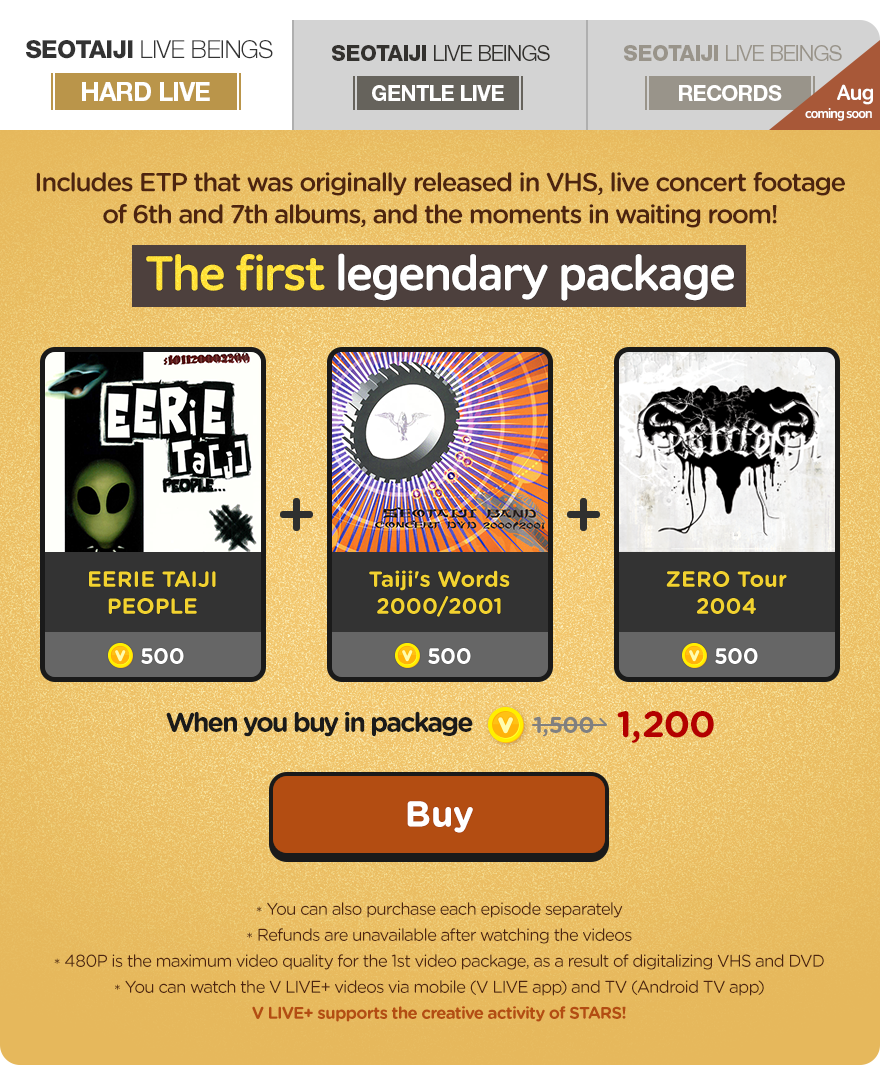 SEOTAIJI LIVE BEINGS
HARD LIVE
SEOTAIJI LIVE BEINGS
GENTLE LIVE
SEOTAIJI LIVE BEINGS
RECORDS
Aug
coming soon
Includes ETP that was originally released in VHS, live concert footage
of 6th and 7th albums, and the moments in waiting room!
The first legendary package
EERiE
TaiJi
PEOPLE...
SEOTAIJI BAND
CONCERT DVD 2000/2001
EERIE TAIJI
PEOPLE
Taiji's Words
2000/2001
ZERO Tour
2004
V 500
V 500
V 500
When you buy in package V 1,500 1,200
Buy
* You can also purchase each episode separately
* Refunds are unavailable after watching the videos
* 480P is the maximum video quality for the 1st video package, as a result of digitalizing VHS and DVD
* You can watch the V LIVE+ videos via mobile (V LIVE app) and TV (Android TV app)
V LIVE+ supports the creative activity of STARS!